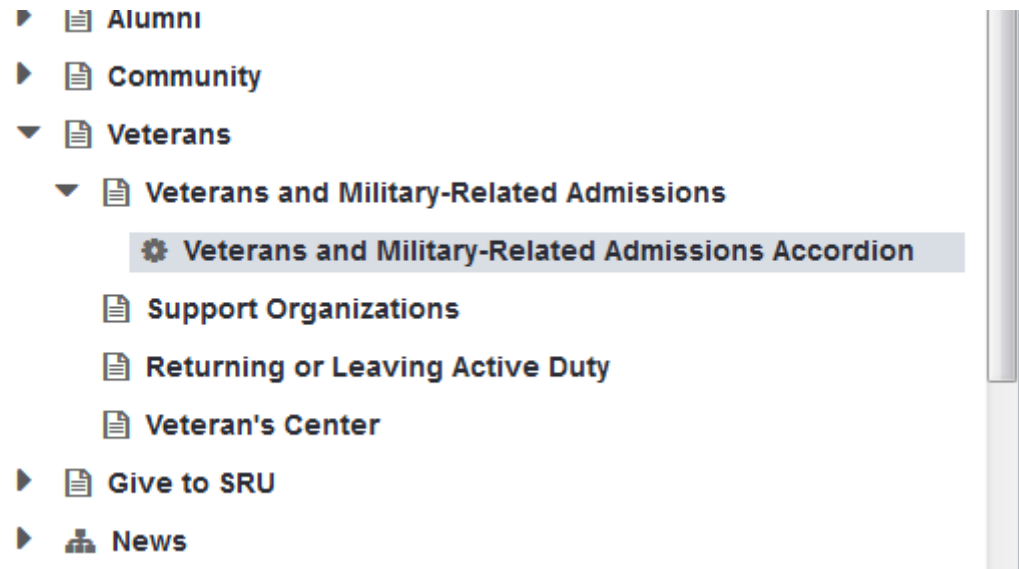 Alumni
Community
Veterans
Veterans and Military-Related Admissions
Veterans and Military-Related Admissions Accordion
Support Organizations
Returning or Leaving Active Duty
Veteran's Center
Give to SRU
News